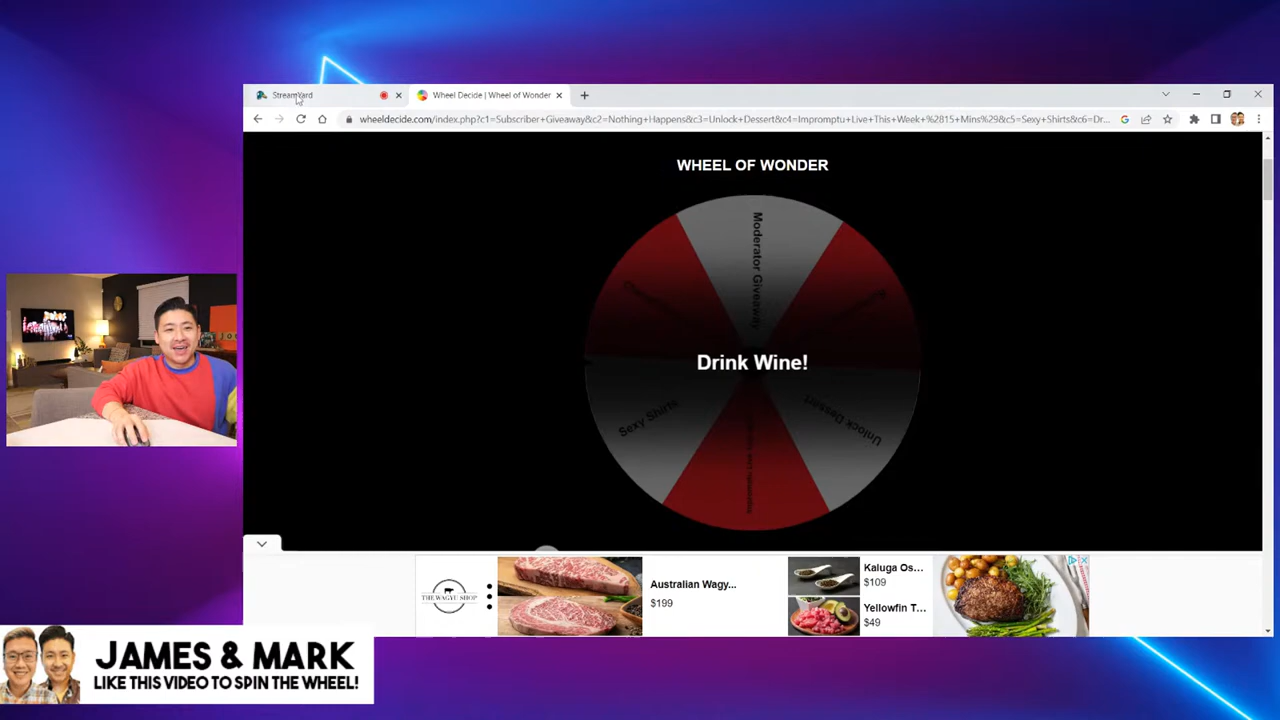 StreamYard
Wheel Decide | Wheel of Wonder
wheeldecide.com/index.php?c1=Subscriber+Giveaway&c2=Nothing+Happens&c3=Unlock+Dessert&c4=Impromptu+Live+This+Week+%2815+Mins%29&c5=Sexy+Shirts&c6=Dr...
WHEEL OF WONDER
Moderator Giveaway
Drink Wine!
Sexy Shirts
Unlock Dessert
THE WAGYU SHOP
Australian Wagy...
$199
Kaluga Os...
$109
Yellowfin T...
$49
JAMES & MARK
LIKE THIS VIDEO TO SPIN THE WHEEL!